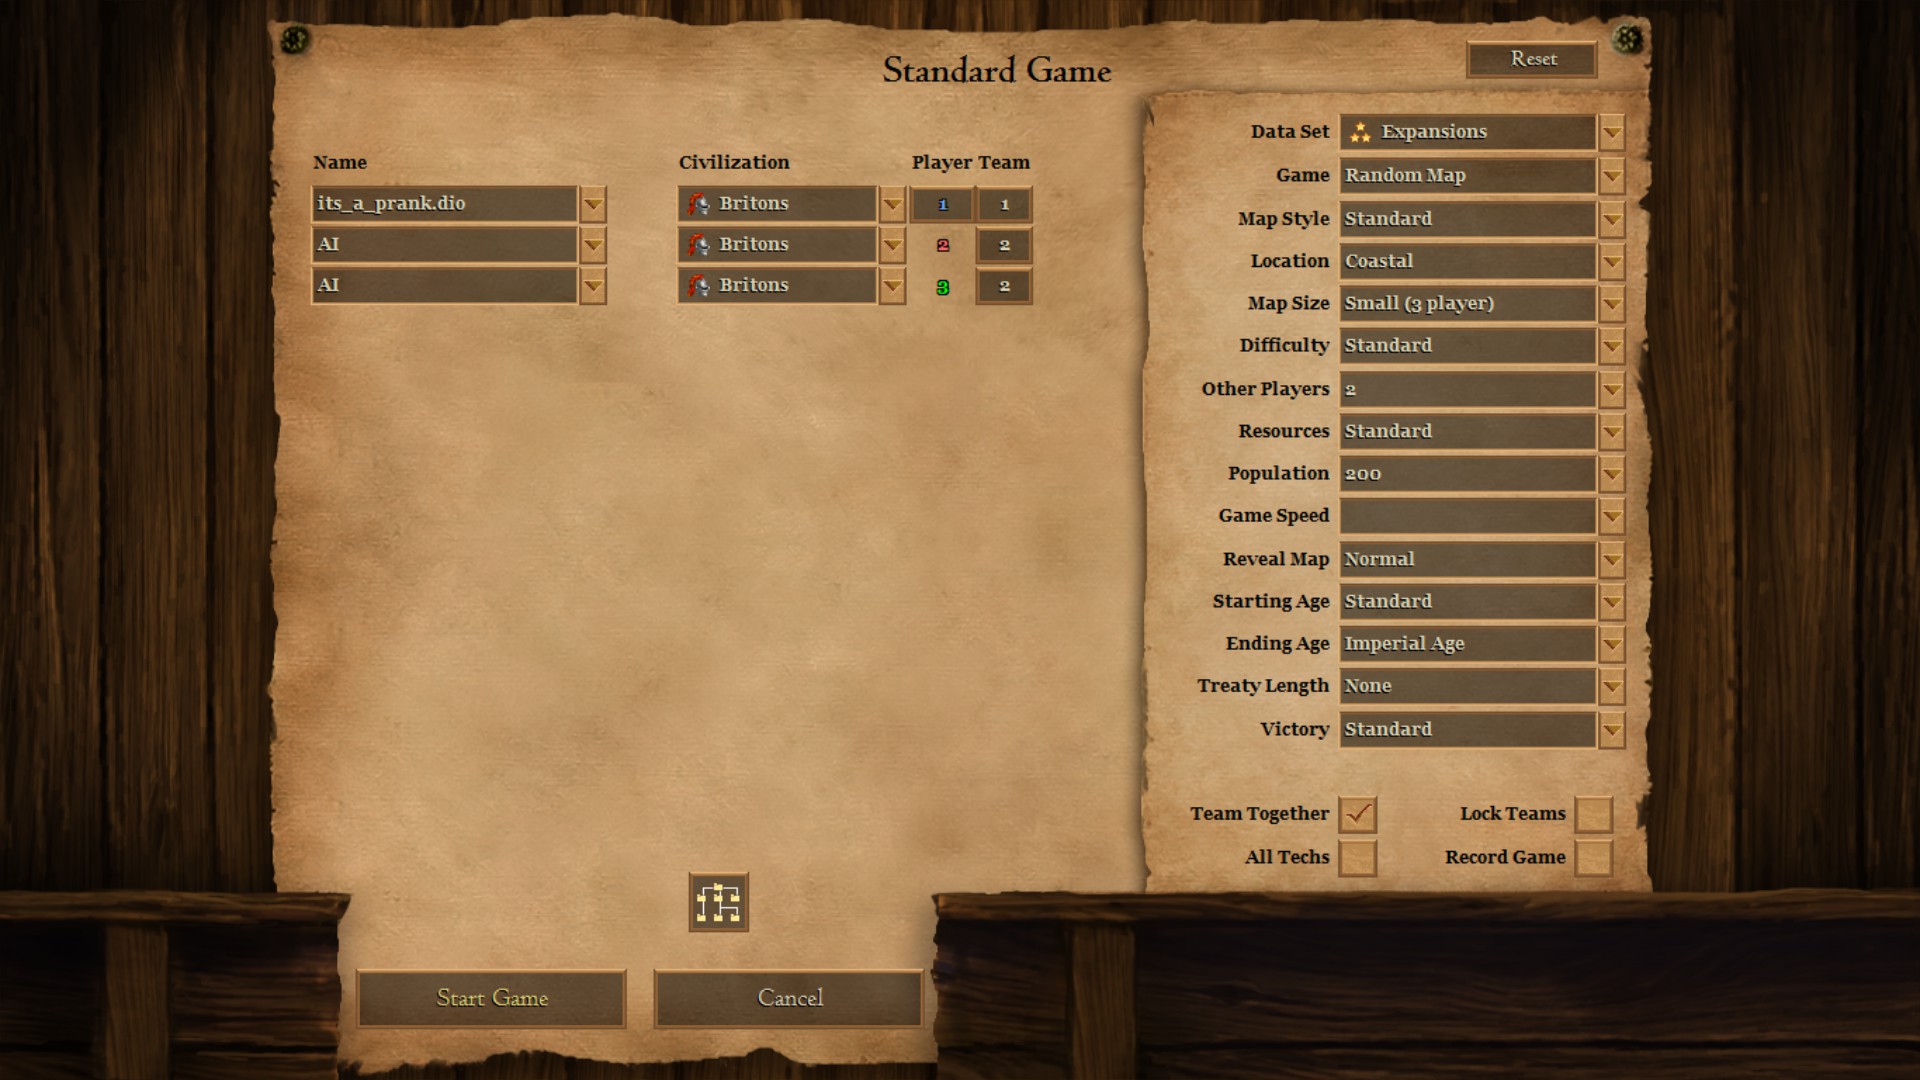 Standard Game
Reset
Name Civilization Player Team
its_a_prank.dio Britons 1 1
AI Britons 2 2
AI Britons 3 2
Data Set Expansions
Game Random Map
Map Style Standard
Location Coastal
Map Size Small (3 player)
Difficulty Standard
Other Players 2
Resources Standard
Population 200
Game Speed
Reveal Map Normal
Starting Age Standard
Ending Age Imperial Age
Treaty Length None
Victory Standard
Team Together Lock Teams
All Techs Record Game
Start Game Cancel